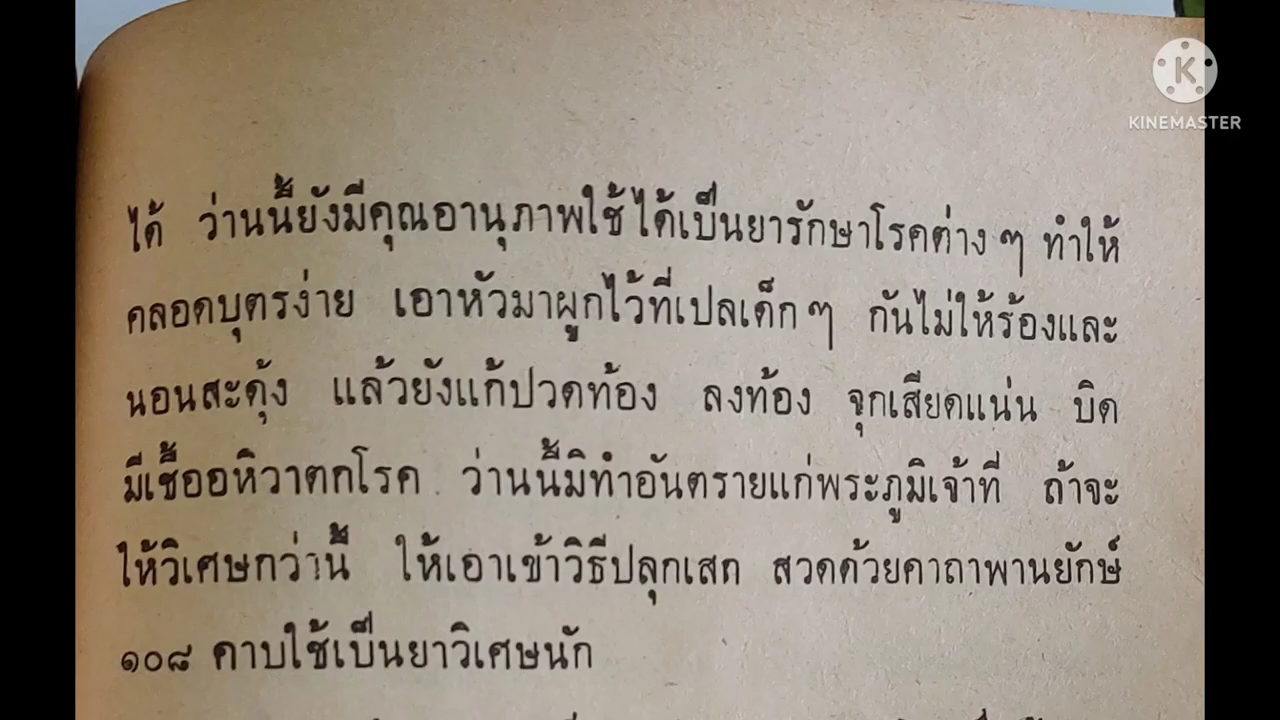 ได้ ว่านนี้ยังมีคุณอานุภาพใช้ได้เป็นยารักษาโรคต่าง ๆ ทำให้
คลอดบุตรง่าย เอาหัวมาผูกไว้ที่เปลเด็ก ๆ กันไม่ให้ร้องและ
นอนสะดุ้ง แล้วยังแก้ปวดท้อง ลงท้อง จุกเสียดแน่น บิด
มีเชื้ออหิวาตกโรค ว่านนี้มิทำอันตรายแก่พระภูมิเจ้าที่ ถ้าจะ
ให้วิเศษกว่านี้ ให้เอาเข้าวิธีปลุกเสก สวดด้วยคาถาพานยักษ์
๑๐๘ คาบใช้เป็นยาวิเศษนัก
KINEMASTER